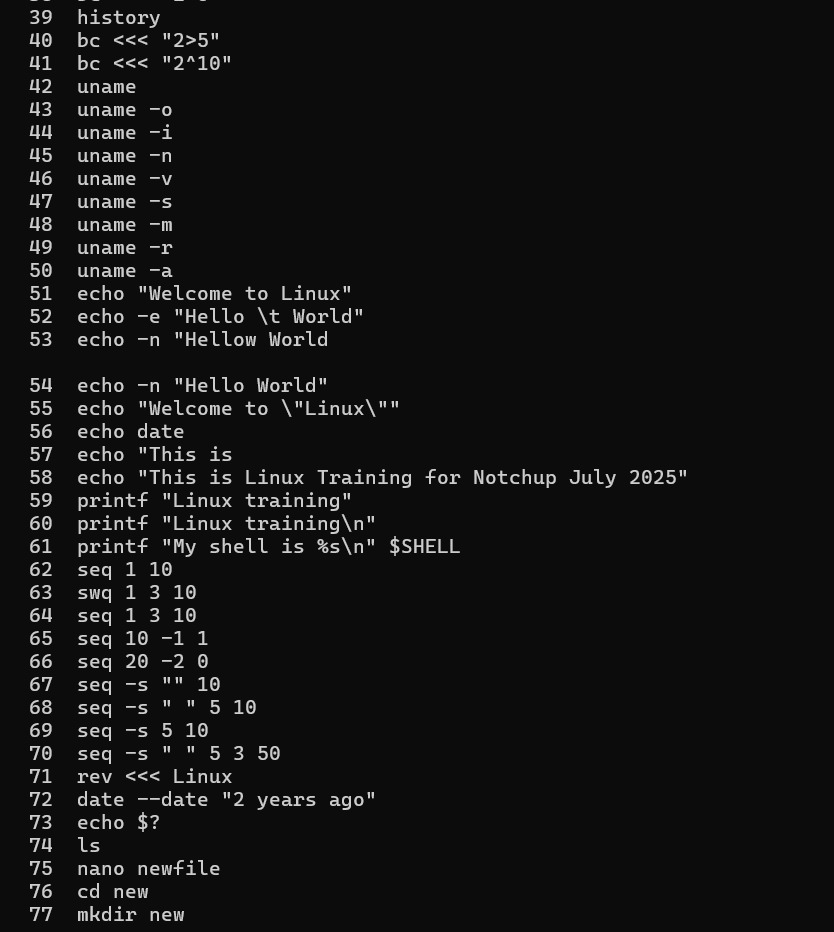 39 history
40 bc <<< "2>5"
41 bc <<< "2^10"
42 uname
43 uname -o
44 uname -i
45 uname -n
46 uname -v
47 uname -s
48 uname -m
49 uname -r
50 uname -a
51 echo "Welcome to Linux"
52 echo -e "Hello \t World"
53 echo -n "Hellow World
54 echo -n "Hello World"
55 echo "Welcome to \"Linux\""
56 echo date
57 echo "This is
58 echo "This is Linux Training for Notchup July 2025"
59 printf "Linux training"
60 printf "Linux training\n"
61 printf "My shell is %s\n" $SHELL
62 seq 1 10
63 swq 1 3 10
64 seq 1 3 10
65 seq 10 -1 1
66 seq 20 -2 0
67 seq -s "" 10
68 seq -s " " 5 10
69 seq -s 5 10
70 seq -s " " 5 3 50
71 rev <<< Linux
72 date --date "2 years ago"
73 echo $?
74 ls
75 nano newfile
76 cd new
77 mkdir new